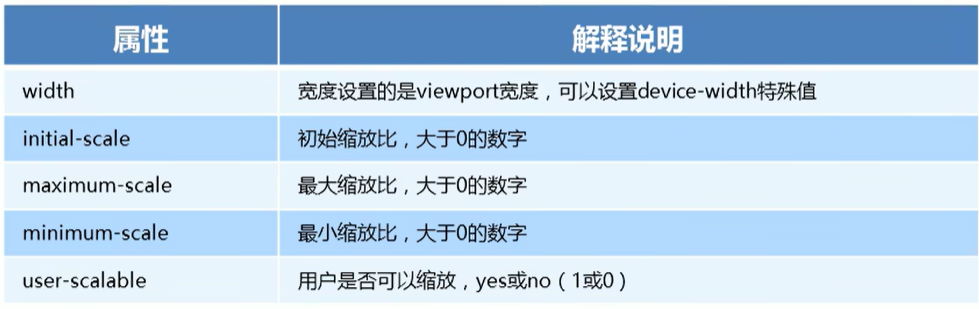 属性 解释说明
width 宽度设置的是viewport宽度，可以设置device-width特殊值
initial-scale 初始缩放比，大于0的数字
maximum-scale 最大缩放比，大于0的数字
minimum-scale 最小缩放比，大于0的数字
user-scalable 用户是否可以缩放，yes或no（1或0）